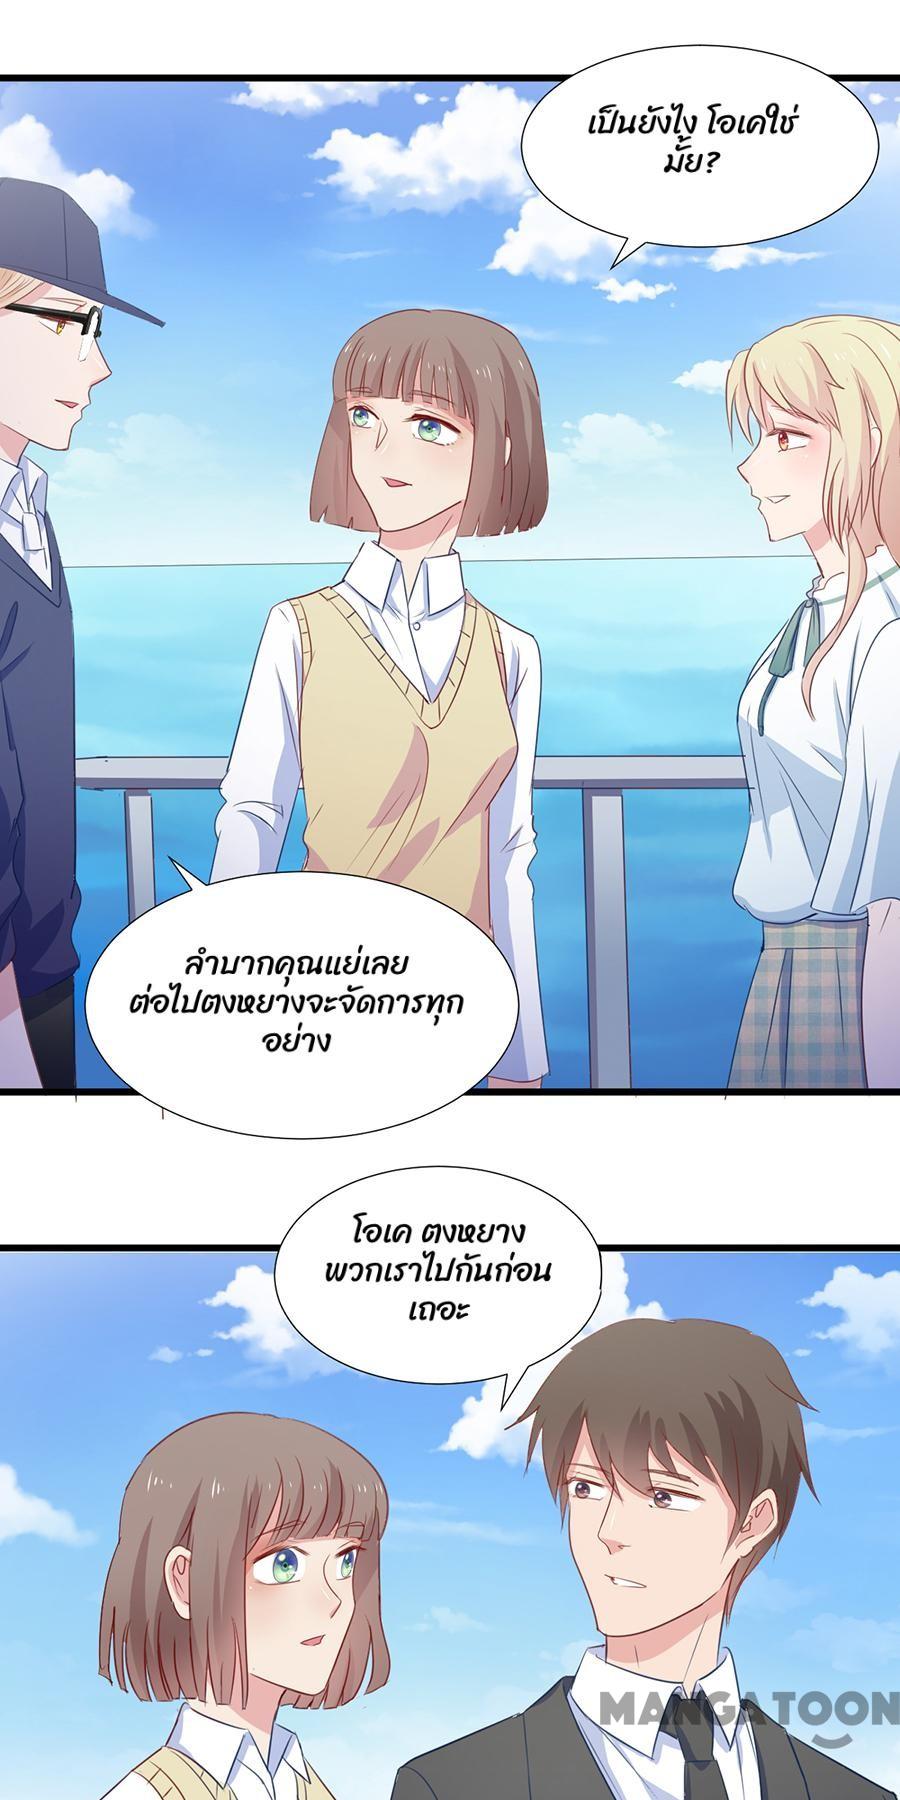 เป็นยังไง โอเคใช่
มั้ย?
ลำบากคุณแย่เลย
ต่อไปตงหยางจะจัดการทุก
อย่าง
โอเค ตงหยาง
พวกเราไปกันก่อน
เถอะ
MANGATOON